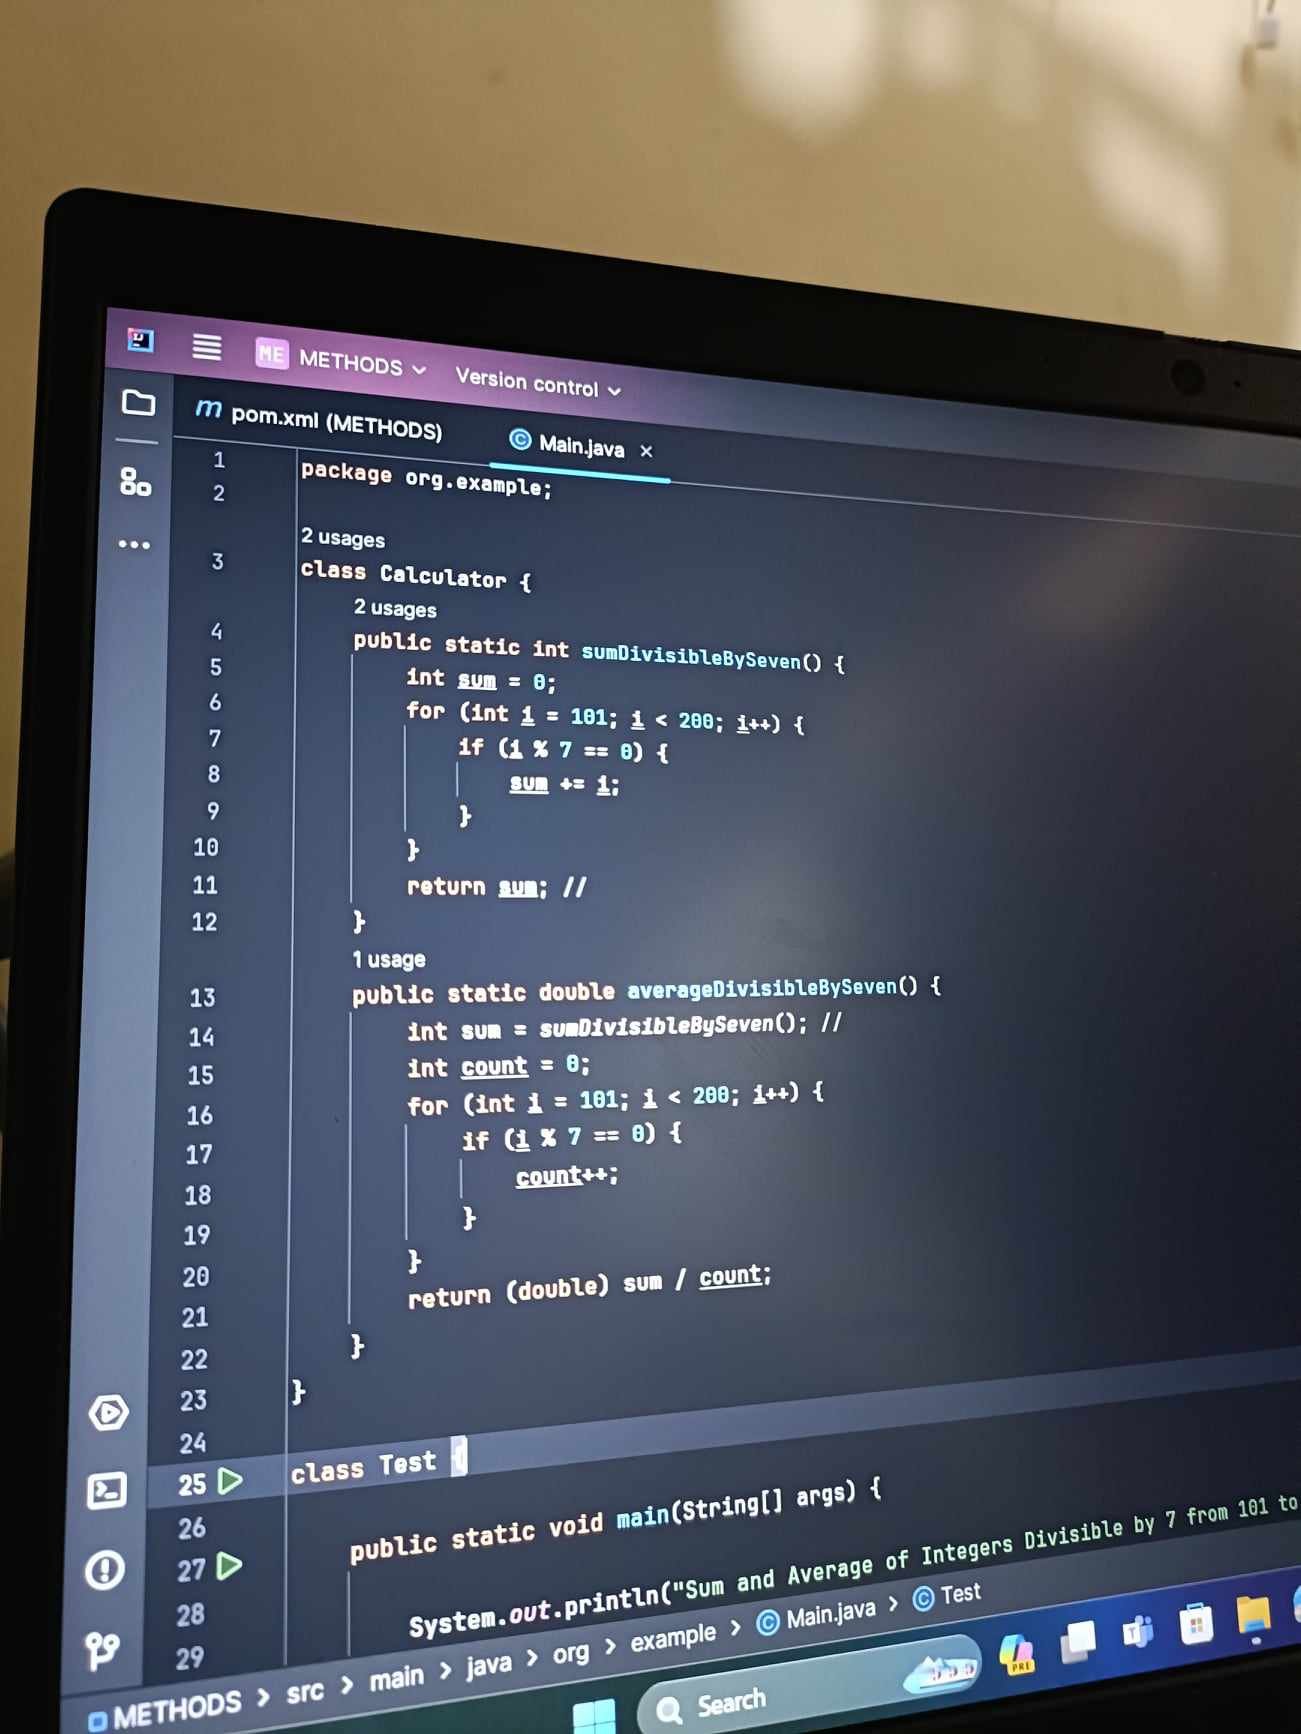 ME METHODS Version control
m pom.xml (METHODS) Main.java ×
1 package org.example;
2
2 usages
3 class Calculator {
2 usages
4 public static int sumDivisibleBySeven() {
5 int sum = 0;
6 for (int i = 101; i < 200; i++) {
7 if (i % 7 == 0) {
8 sum += i;
9 }
10 }
11 return sum; //
12 }
1 usage
13 public static double averageDivisibleBySeven() {
14 int sum = sumDivisibleBySeven(); //
15 int count = 0;
16 for (int i = 101; i < 200; i++) {
17 if (i % 7 == 0) {
18 count++;
19 }
20 }
21 return (double) sum / count;
22 }
23 }
24
25 class Test {
26
27 public static void main(String[] args) {
28
29 System.out.println("Sum and Average of Integers Divisible by 7 from 101 to
METHODS > src > main > java > org > example > Main.java > Test
Search
PRE